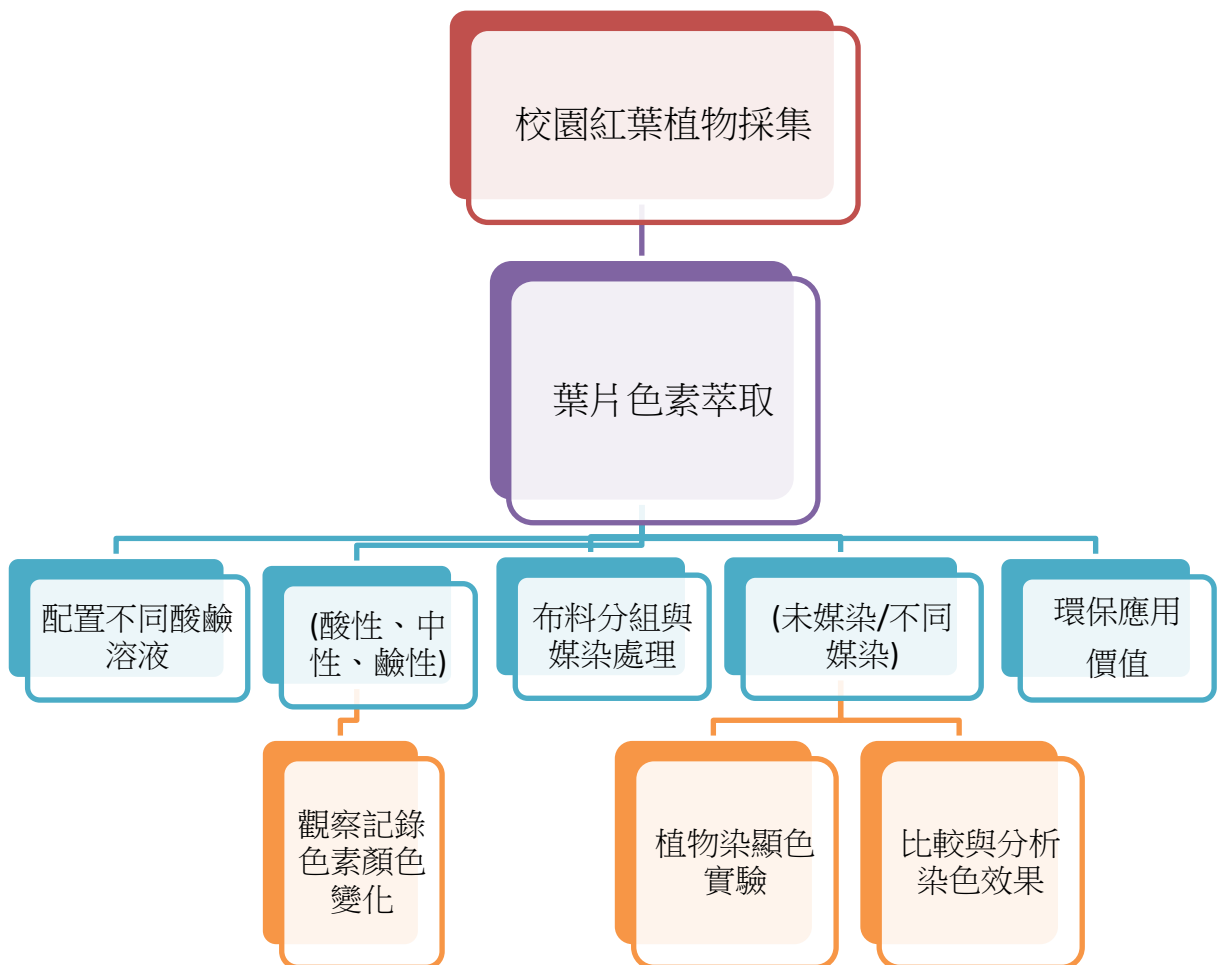 校園紅葉植物採集
葉片色素萃取
配置不同酸鹼
溶液
(酸性、中
性、鹼性)
布料分組與
媒染處理
(未媒染/不同
媒染)
環保應用
價值
觀察記錄
色素顏色
變化
植物染顯色
實驗
比較與分析
染色效果